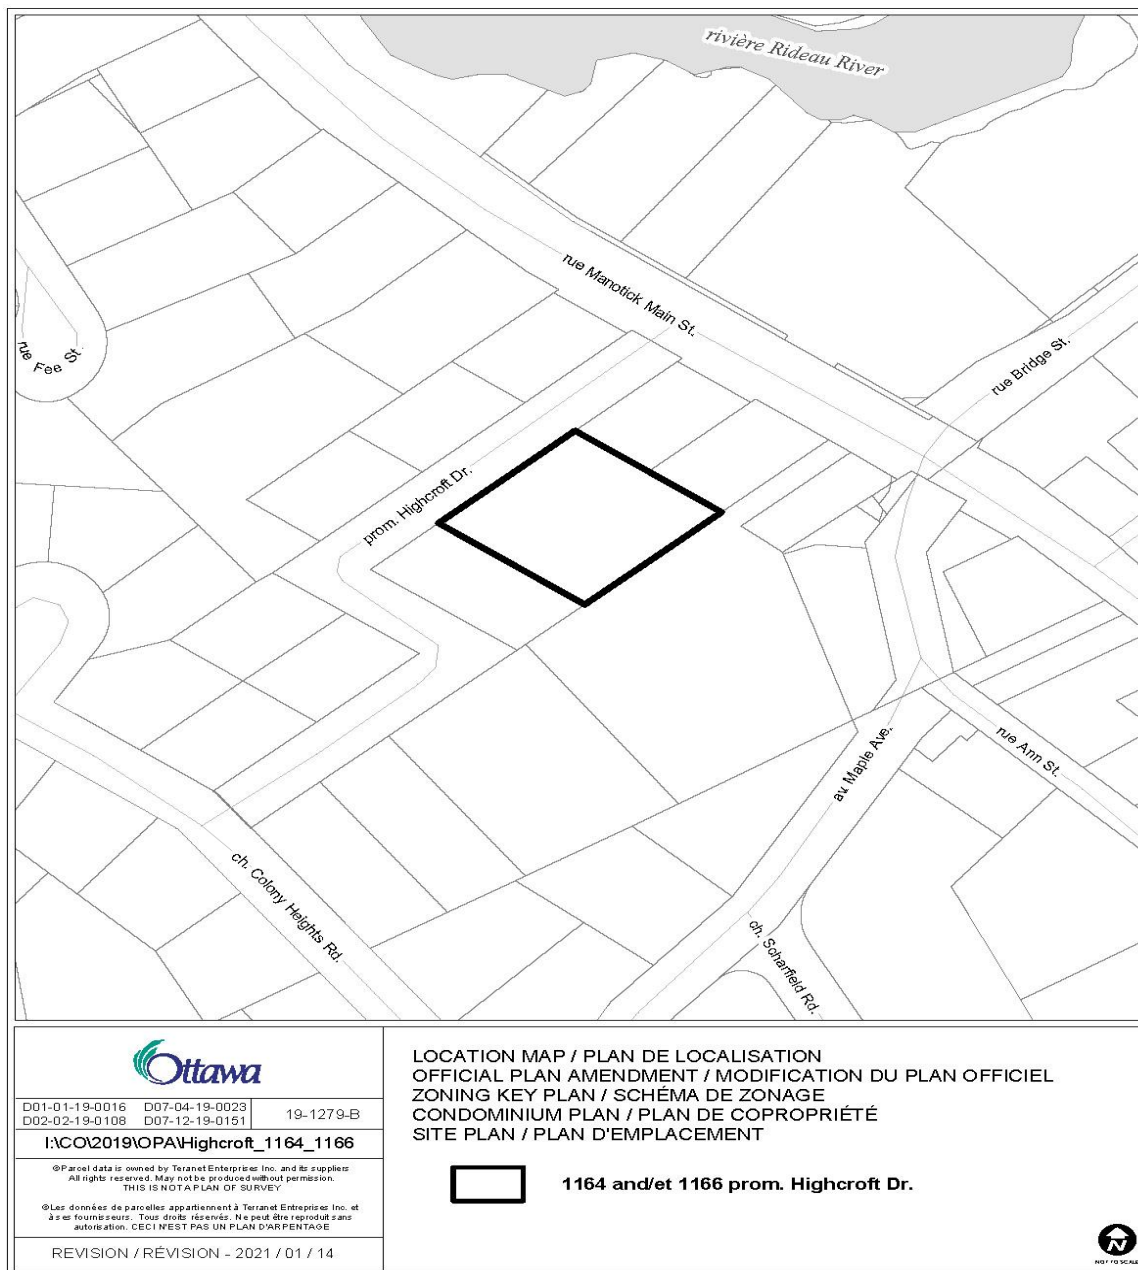 rivière Rideau River
rue Manotick Main St.
rue Bridge St.
rue Fee St.
prom. Highcroft Dr.
rue Ann St.
av. Maple Ave.
ch. Colony Heights Rd.
ch. Scharfield Rd.
Ottawa
D01-01-19-0016 D07-04-19-0023
D02-02-19-0108 D07-12-19-0151
19-1279-B
I:\CO\2019\OPA\Highcroft_1164_1166
©Parcel data is owned by Teranet Enterprises Inc. and its suppliers
All rights reserved. May not be produced without permission.
THIS IS NOT A PLAN OF SURVEY
©Les données de parcelles appartiennent à Teranet Entreprises Inc. et
à ses fournisseurs. Tous droits réservés. Ne peut être reproduit sans
autorisation. CECI N'EST PAS UN PLAN D'ARPENTAGE
REVISION / RÉVISION - 2021 / 01 / 14
LOCATION MAP / PLAN DE LOCALISATION
OFFICIAL PLAN AMENDMENT / MODIFICATION DU PLAN OFFICIEL
ZONING KEY PLAN / SCHÉMA DE ZONAGE
CONDOMINIUM PLAN / PLAN DE COPROPRIÉTÉ
SITE PLAN / PLAN D'EMPLACEMENT
1164 and/et 1166 prom. Highcroft Dr.
N
NOT TO SCALE